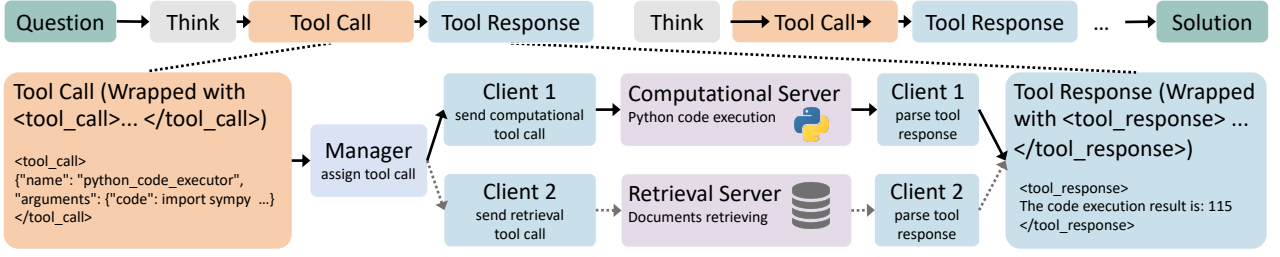 Question
Think
Tool Call
Tool Response
Think
Tool Call
Tool Response
...
Solution
Tool Call (Wrapped with
<tool_call>... </tool_call>)
<tool_call>
{"name": "python_code_executor",
"arguments": {"code": import sympy ...}
</tool_call>
Manager
assign tool call
Client 1
send computational
tool call
Computational Server
Python code execution
Client 1
parse tool
response
Client 2
send retrieval
tool call
Retrieval Server
Documents retrieving
Client 2
parse tool
response
Tool Response (Wrapped
with <tool_response> ...
</tool_response>)
<tool_response>
The code execution result is: 115
</tool_response>